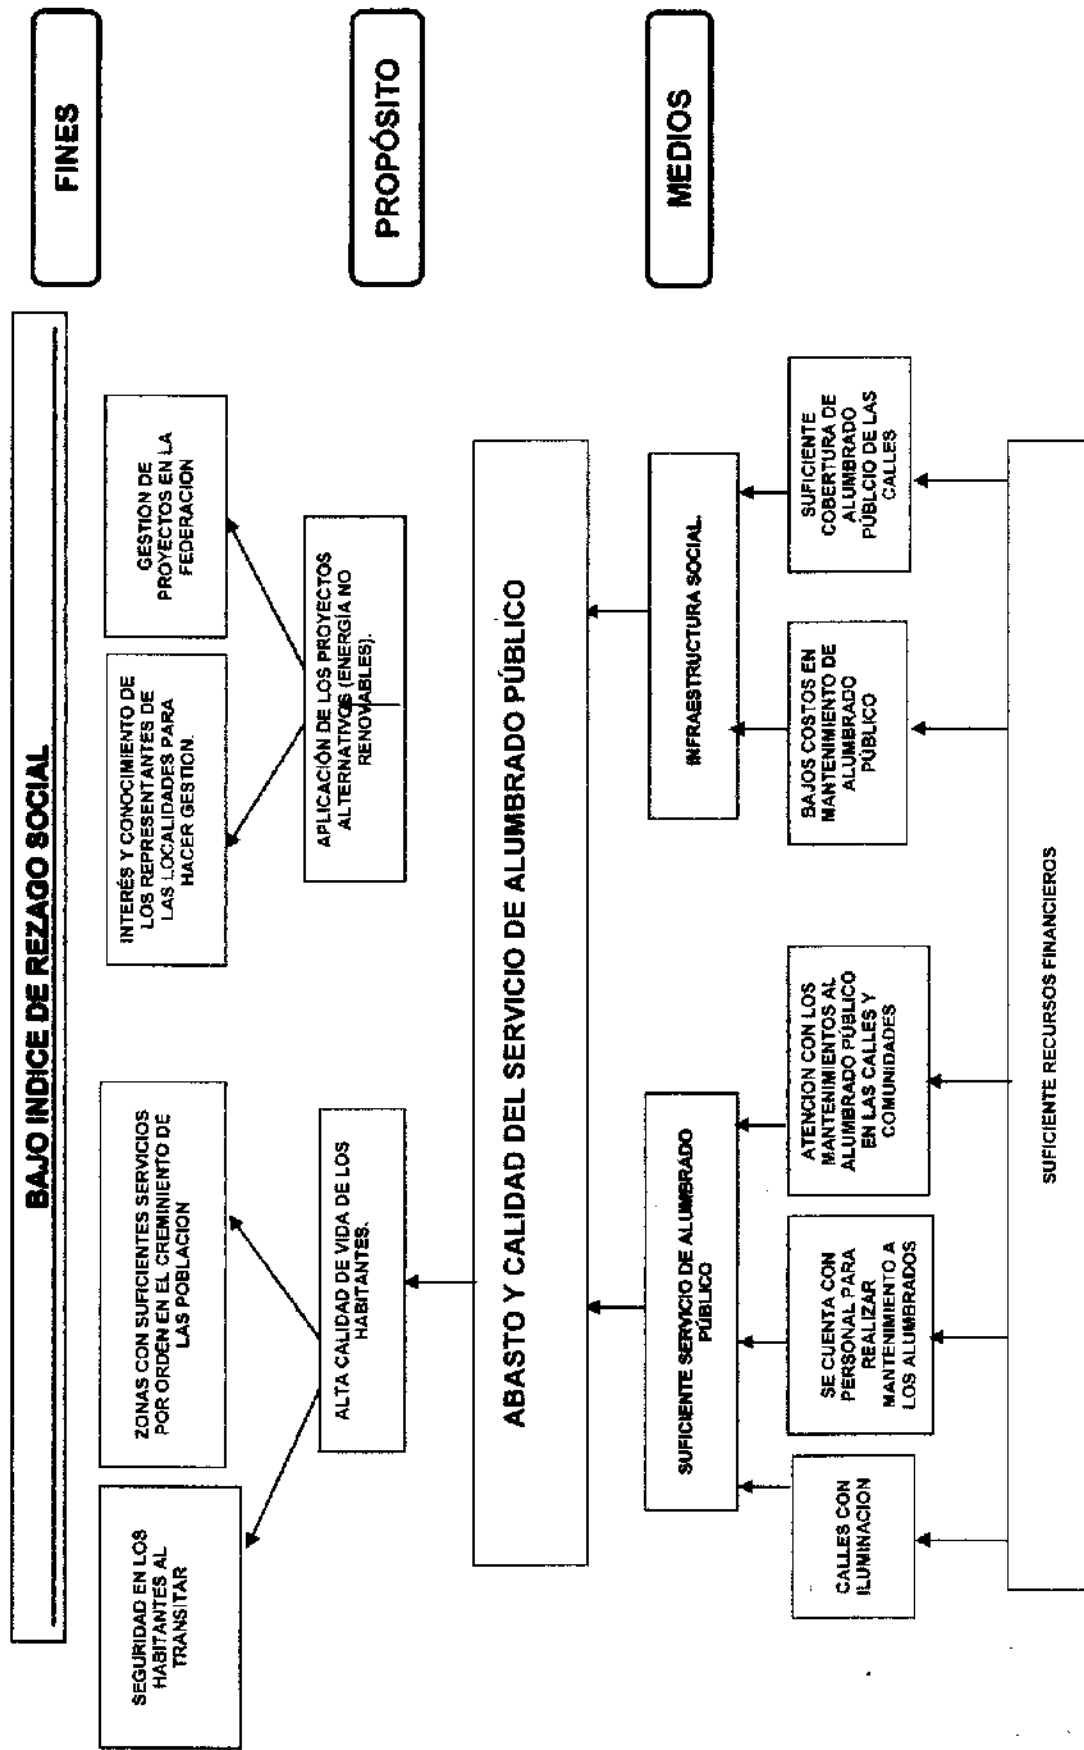 BAJO INDICE DE REZAGO SOCIAL
FINES
SEGURIDAD EN LOS
HABITANTES AL
TRANSITAR
ZONAS CON SUFICIENTES SERVICIOS
POR ORDEN EN EL CREMINIENTO DE
LAS POBLACION
INTERÉS Y CONOCIMIENTO DE
LOS REPRESENTANTES DE
LAS LOCALIDADES PARA
HACER GESTION.
GESTION DE
PROYECTOS EN LA
FEDERACION
ALTA CALIDAD DE VIDA DE LOS
HABITANTES.
APLICACIÓN DE LOS PROYECTOS
ALTERNATIVOS (ENERGÍA NO
RENOVABLES).
PROPÓSITO
ABASTO Y CALIDAD DEL SERVICIO DE ALUMBRADO PÚBLICO
MEDIOS
SUFICIENTE SERVICIO DE ALUMBRADO
PÚBLICO
INFRAESTRUCTURA SOCIAL.
CALLES CON
ILUMINACION
SE CUENTA CON
PERSONAL PARA
REALIZAR
MANTENIMIENTO A
LOS ALUMBRADOS
ATENCION CON LOS
MANTENIMIENTOS AL
ALUMBRADO PÚBLICO
EN LAS CALLES Y
COMUNIDADES
BAJOS COSTOS EN
MANTENIMIENTO DE
ALUMBRADO
PÚBLICO
SUFICIENTE
COBERTURA DE
ALUMBRADO
PÚBLCIO DE LAS
CALLES
SUFICIENTE RECURSOS FINANCIEROS